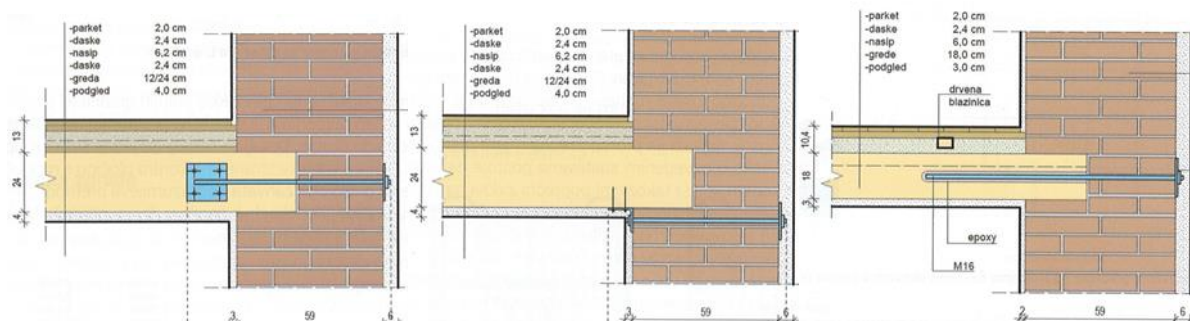 -parket 2,0 cm
-daske 2,4 cm
-nasip 6,2 cm
-daske 2,4 cm
-greda 12/24 cm
-podgled 4,0 cm
13
24
4
3 59 6
-parket 2,0 cm
-daske 2,4 cm
-nasip 6,2 cm
-daske 2,4 cm
-greda 12/24 cm
-podgled 4,0 cm
13
24
4
3 59 6
-parket 2,0 cm
-daske 2,4 cm
-nasip 6,0 cm
-grede 18,0 cm
-podgled 3,0 cm
drvena
blazinica
10,4
18
3
epoxy
M16
2 59 6